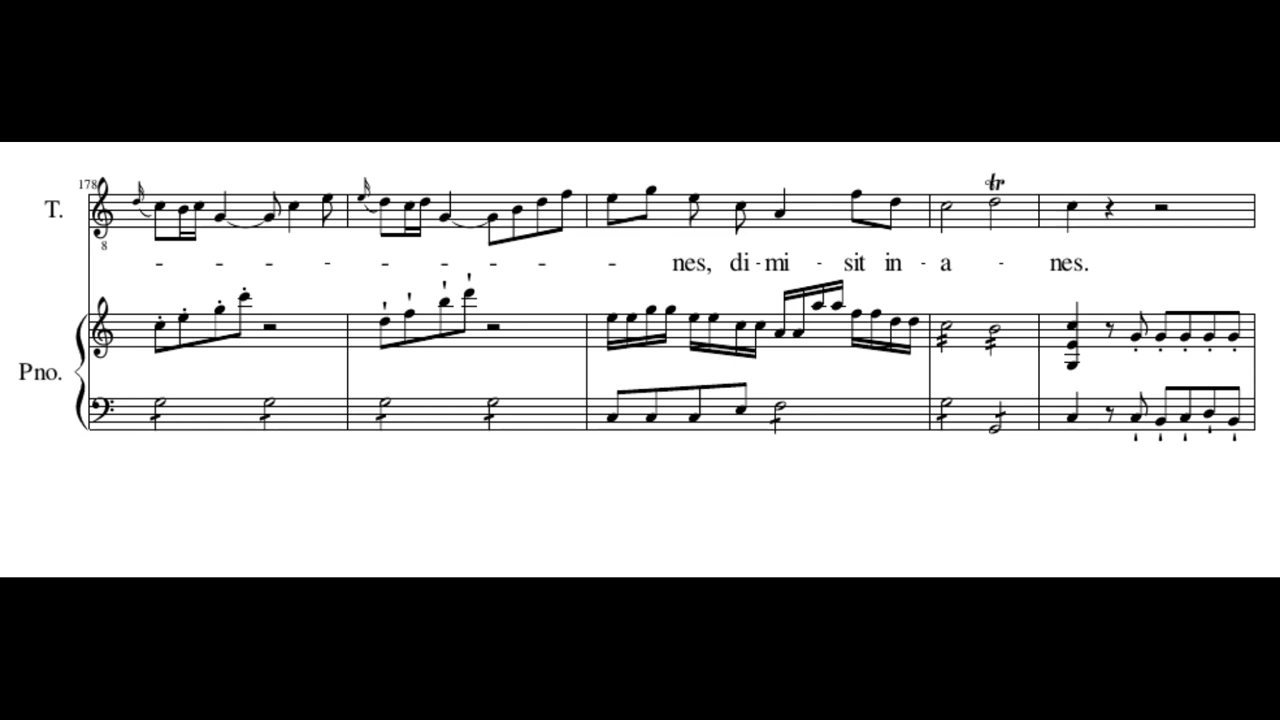 178
T.
8
tr
- - - - - - - - - nes, di - mi - sit in - a - nes.
Pno.